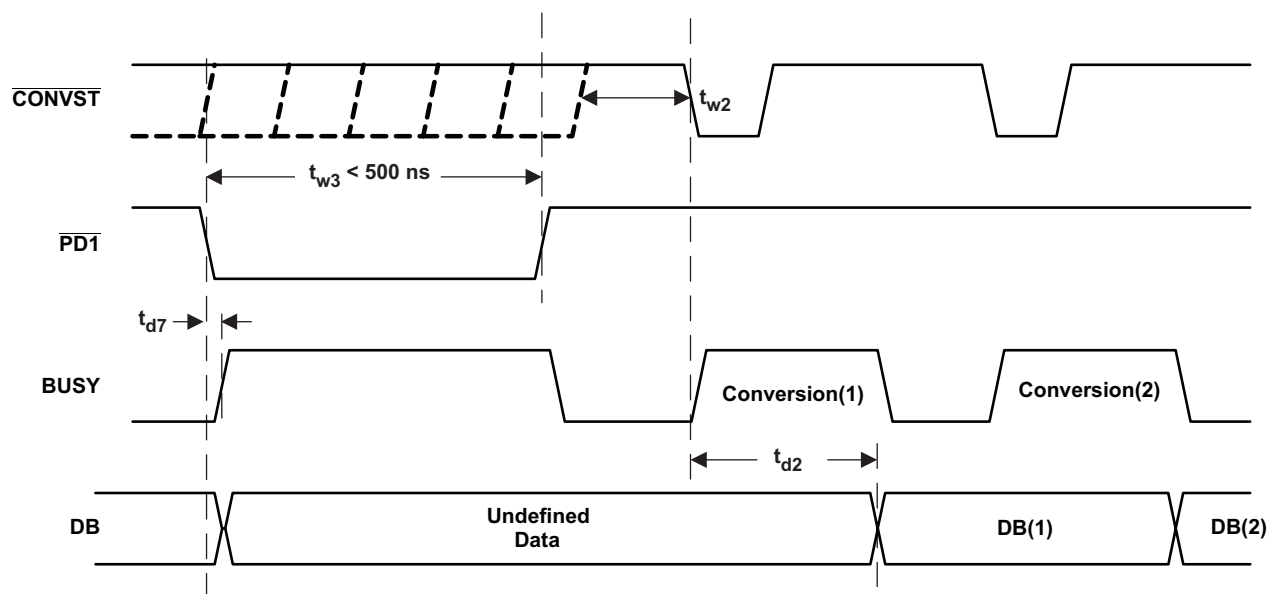 CONVST
t_w2
t_w3 < 500 ns
PD1
t_d7
BUSY
Conversion(1)
Conversion(2)
t_d2
DB
Undefined
Data
DB(1)
DB(2)